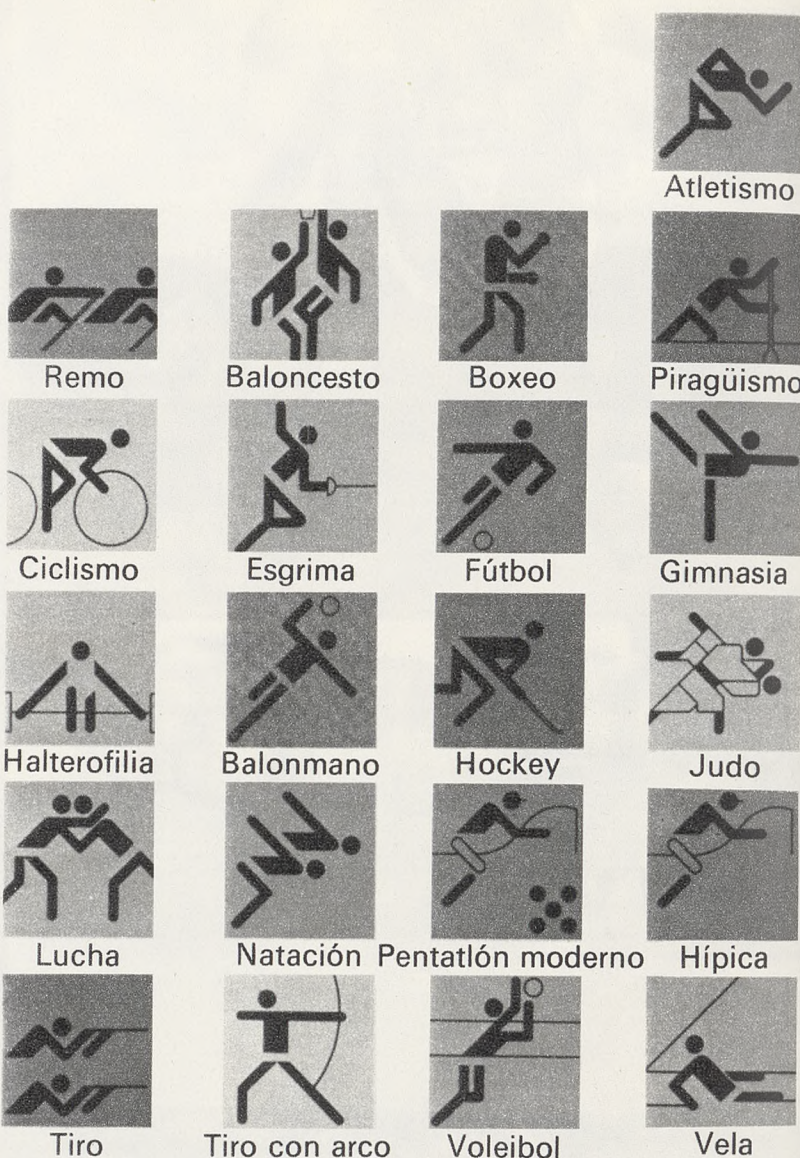 Atletismo
Remo Baloncesto Boxeo Piragüismo
Ciclismo Esgrima Fútbol Gimnasia
Halterofilia Balonmano Hockey Judo
Lucha Natación Pentatlón moderno Hípica
Tiro Tiro con arco Voleibol Vela